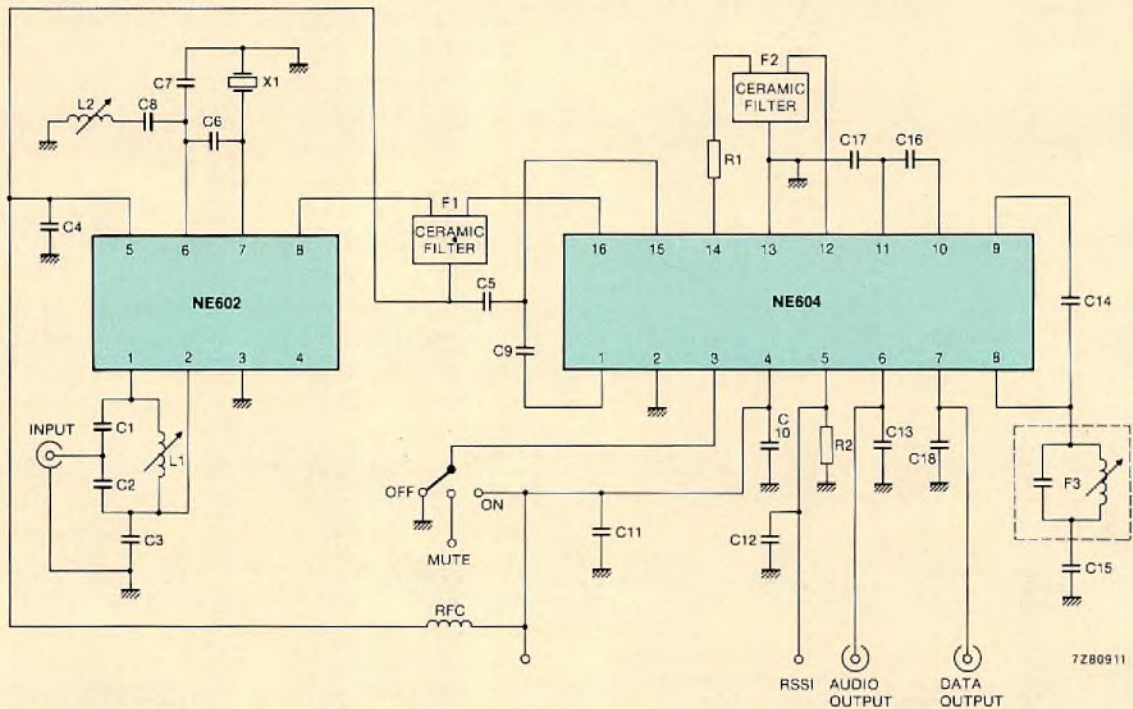 F2
CERAMIC
FILTER
C7
X1
L2
C8
C6
R1
C17
C16
F1
CERAMIC
FILTER
C4
5
6
7
8
16
15
14
13
12
11
10
9
NE602
C5
NE604
C14
C9
1
2
3
4
1
2
3
4
5
6
7
8
INPUT
C1
L1
C2
C3
C
10
R2
C13
C18
F3
OFF
ON
MUTE
C11
C12
C15
RFC
7Z80911
RSSI
AUDIO
OUTPUT
DATA
OUTPUT